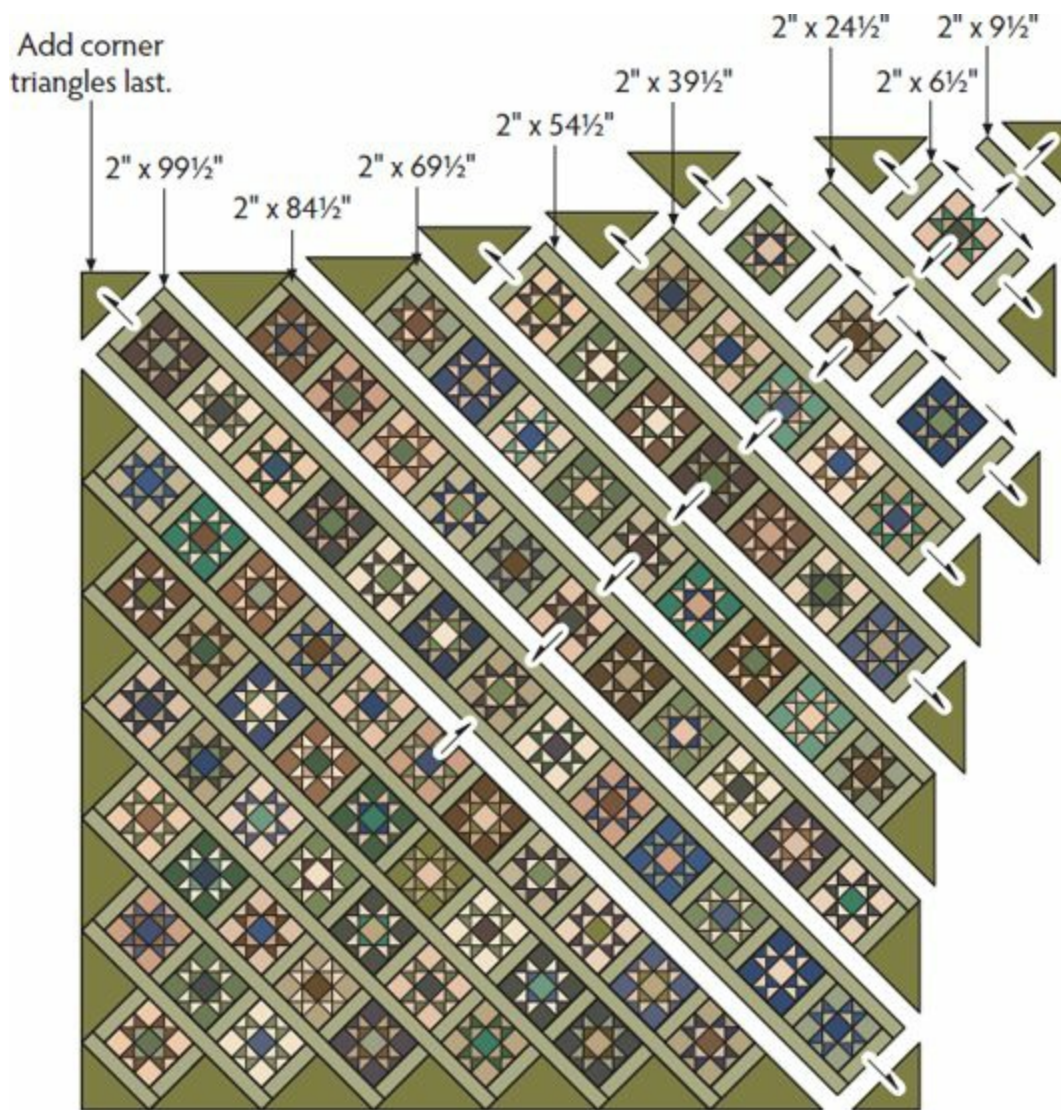 Add corner
triangles last.
2" x 99½"
2" x 84½"
2" x 69½"
2" x 54½"
2" x 39½"
2" x 24½"
2" x 6½"
2" x 9½"